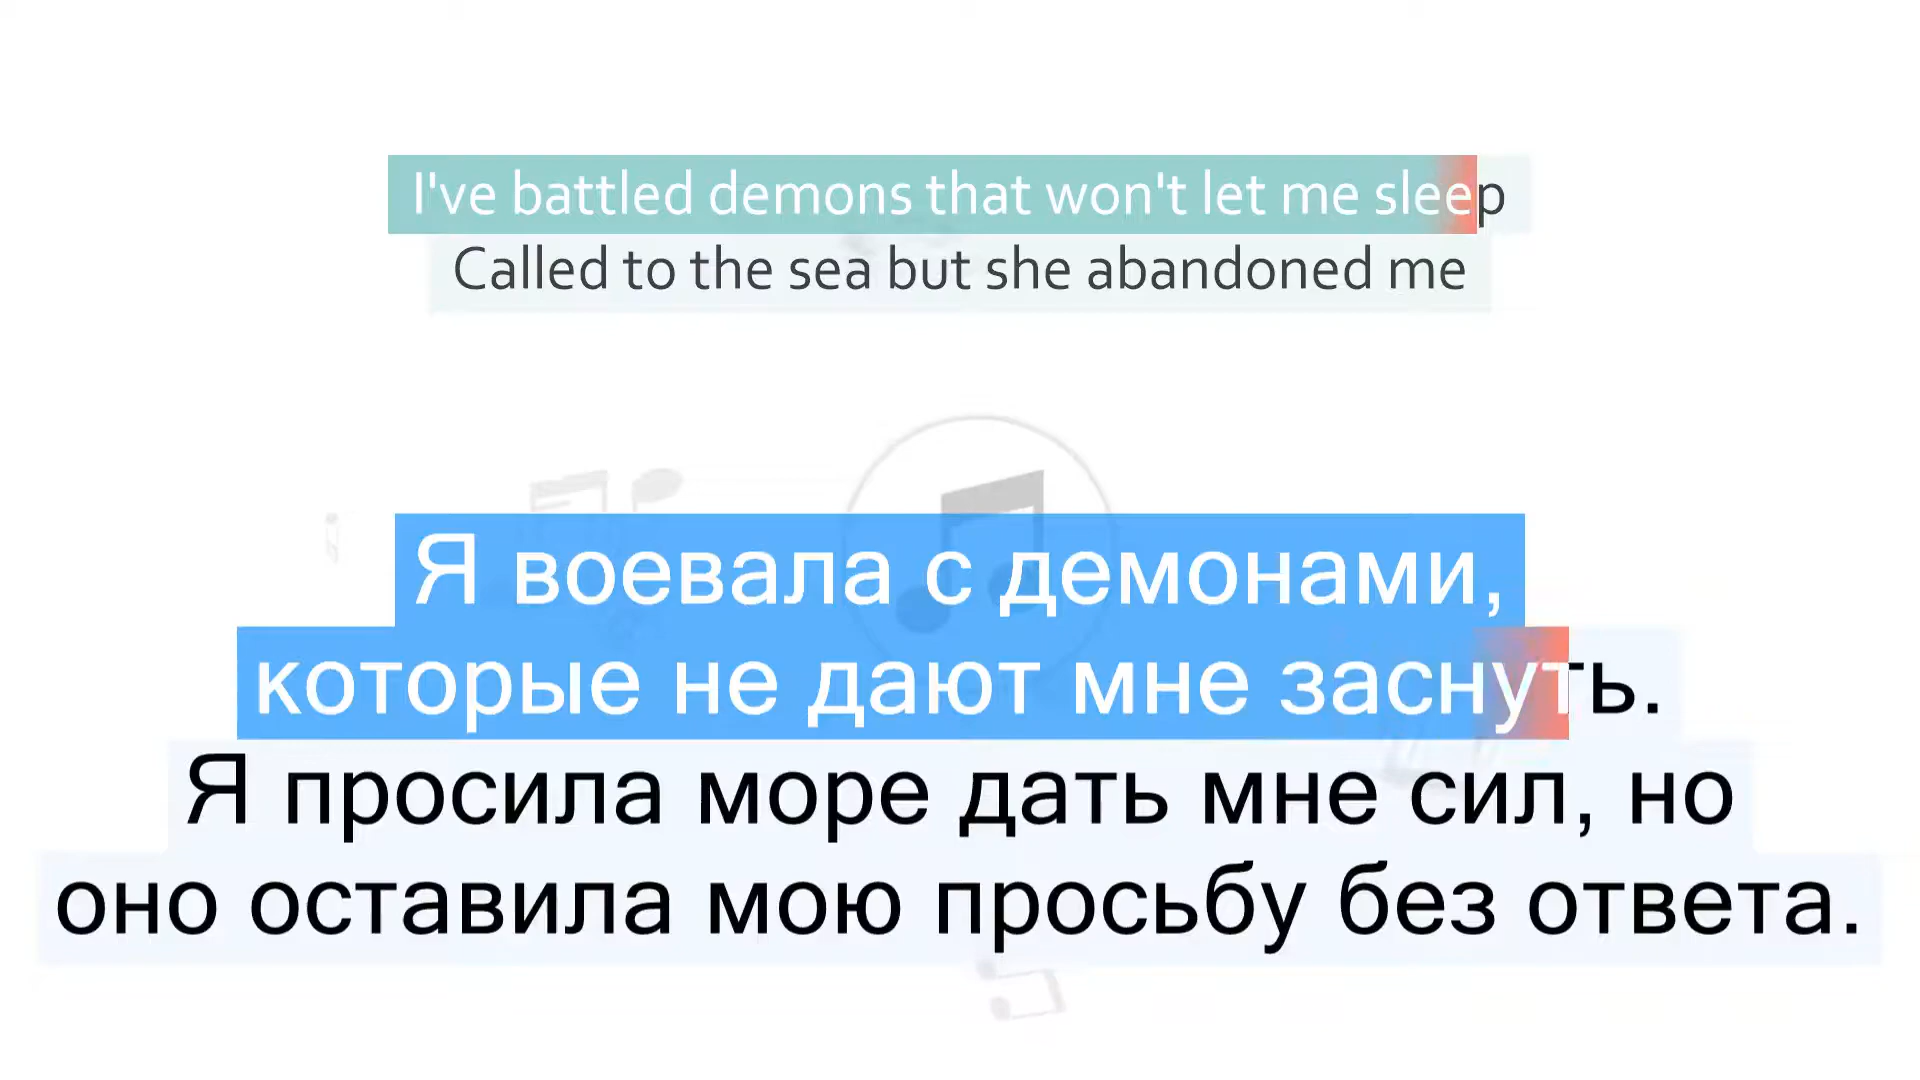 I've battled demons that won't let me sleep
Called to the sea but she abandoned me
Я воевала с демонами,
которые не дают мне заснуть.
Я просила море дать мне сил, но
оно оставила мою просьбу без ответа.